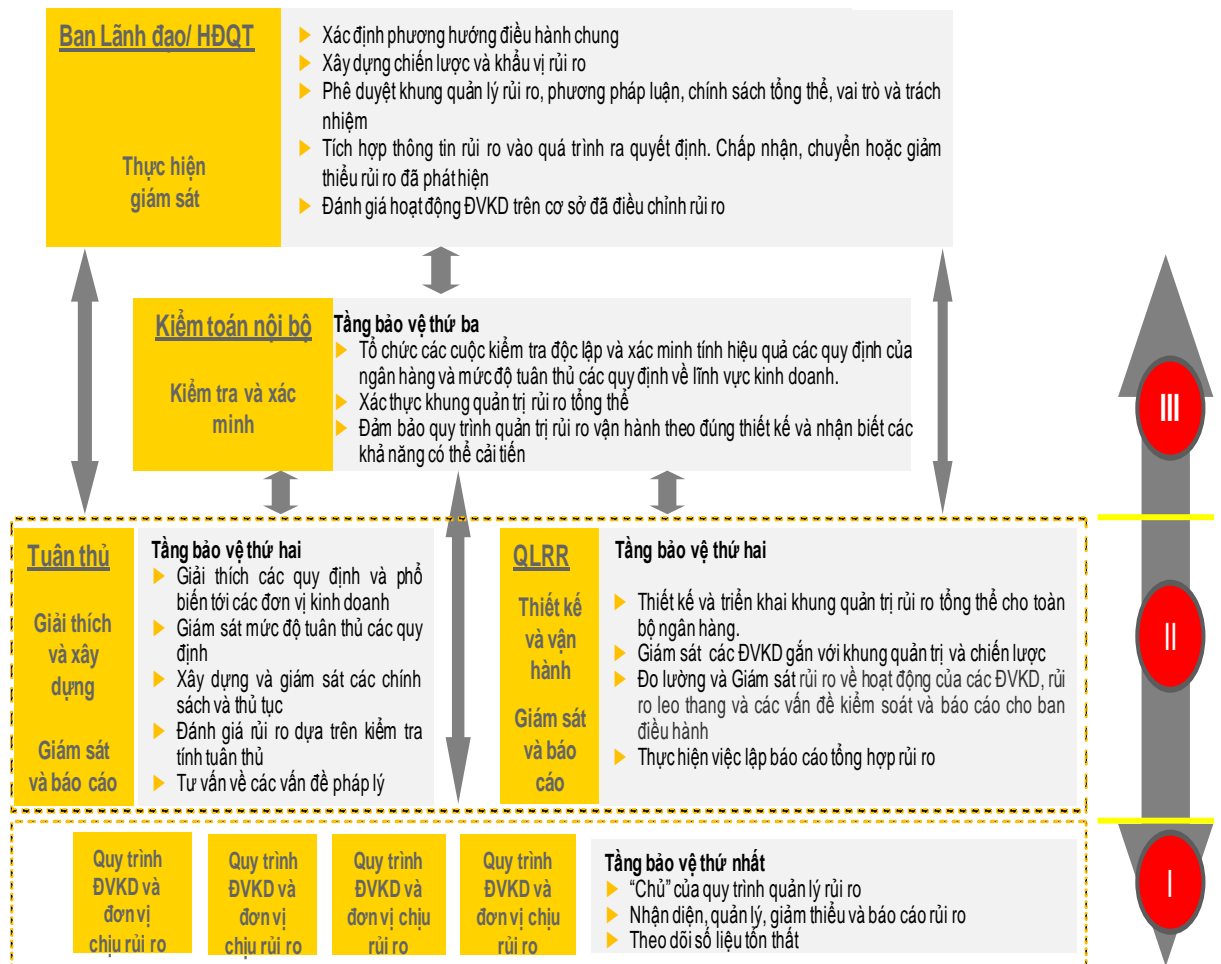 Ban Lãnh đạo/ HĐQT
Thực hiện
giám sát
Xác định phương hướng điều hành chung
Xây dựng chiến lược và khẩu vị rủi ro
Phê duyệt khung quản lý rủi ro, phương pháp luận, chính sách tổng thể, vai trò và trách
nhiệm
Tích hợp thông tin rủi ro vào quá trình ra quyết định. Chấp nhận, chuyển hoặc giảm
thiểu rủi ro đã phát hiện
Đánh giá hoạt động ĐVKD trên cơ sở đã điều chỉnh rủi ro
Kiểm toán nội bộ
Kiểm tra và xác
minh
Tầng bảo vệ thứ ba
Tổ chức các cuộc kiểm tra độc lập và xác minh tính hiệu quả các quy định của
ngân hàng và mức độ tuân thủ các quy định về lĩnh vực kinh doanh.
Xác thực khung quản trị rủi ro tổng thể
Đảm bảo quy trình quản trị rủi ro vận hành theo đúng thiết kế và nhận biết các
khả năng có thể cải tiến
III
Tuân thủ
Giải thích
và xây
dựng
Giám sát
và báo cáo
Tầng bảo vệ thứ hai
Giải thích các quy định và phổ
biến tới các đơn vị kinh doanh
Giám sát mức độ tuân thủ các quy
định
Xây dựng và giám sát các chính
sách và thủ tục
Đánh giá rủi ro dựa trên kiểm tra
tính tuân thủ
Tư vấn về các vấn đề pháp lý
QLRR
Thiết kế
và vận
hành
Giám sát
và báo
cáo
Tầng bảo vệ thứ hai
Thiết kế và triển khai khung quản trị rủi ro tổng thể cho toàn
bộ ngân hàng.
Giám sát các ĐVKD gắn với khung quản trị và chiến lược
Đo lường và Giám sát rủi ro về hoạt động của các ĐVKD, rủi
ro leo thang và các vấn đề kiểm soát và báo cáo cho ban
điều hành
Thực hiện việc lập báo cáo tổng hợp rủi ro
II
Quy trình
ĐVKD và
đơn vị
chịu rủi ro
Quy trình
ĐVKD và
đơn vị
chịu rủi ro
Quy trình
ĐVKD và
đơn vị chịu
rủi ro
Quy trình
ĐVKD và
đơn vị chịu
rủi ro
Tầng bảo vệ thứ nhất
“Chủ” của quy trình quản lý rủi ro
Nhận diện, quản lý, giảm thiểu và báo cáo rủi ro
Theo dõi số liệu tổn thất
I